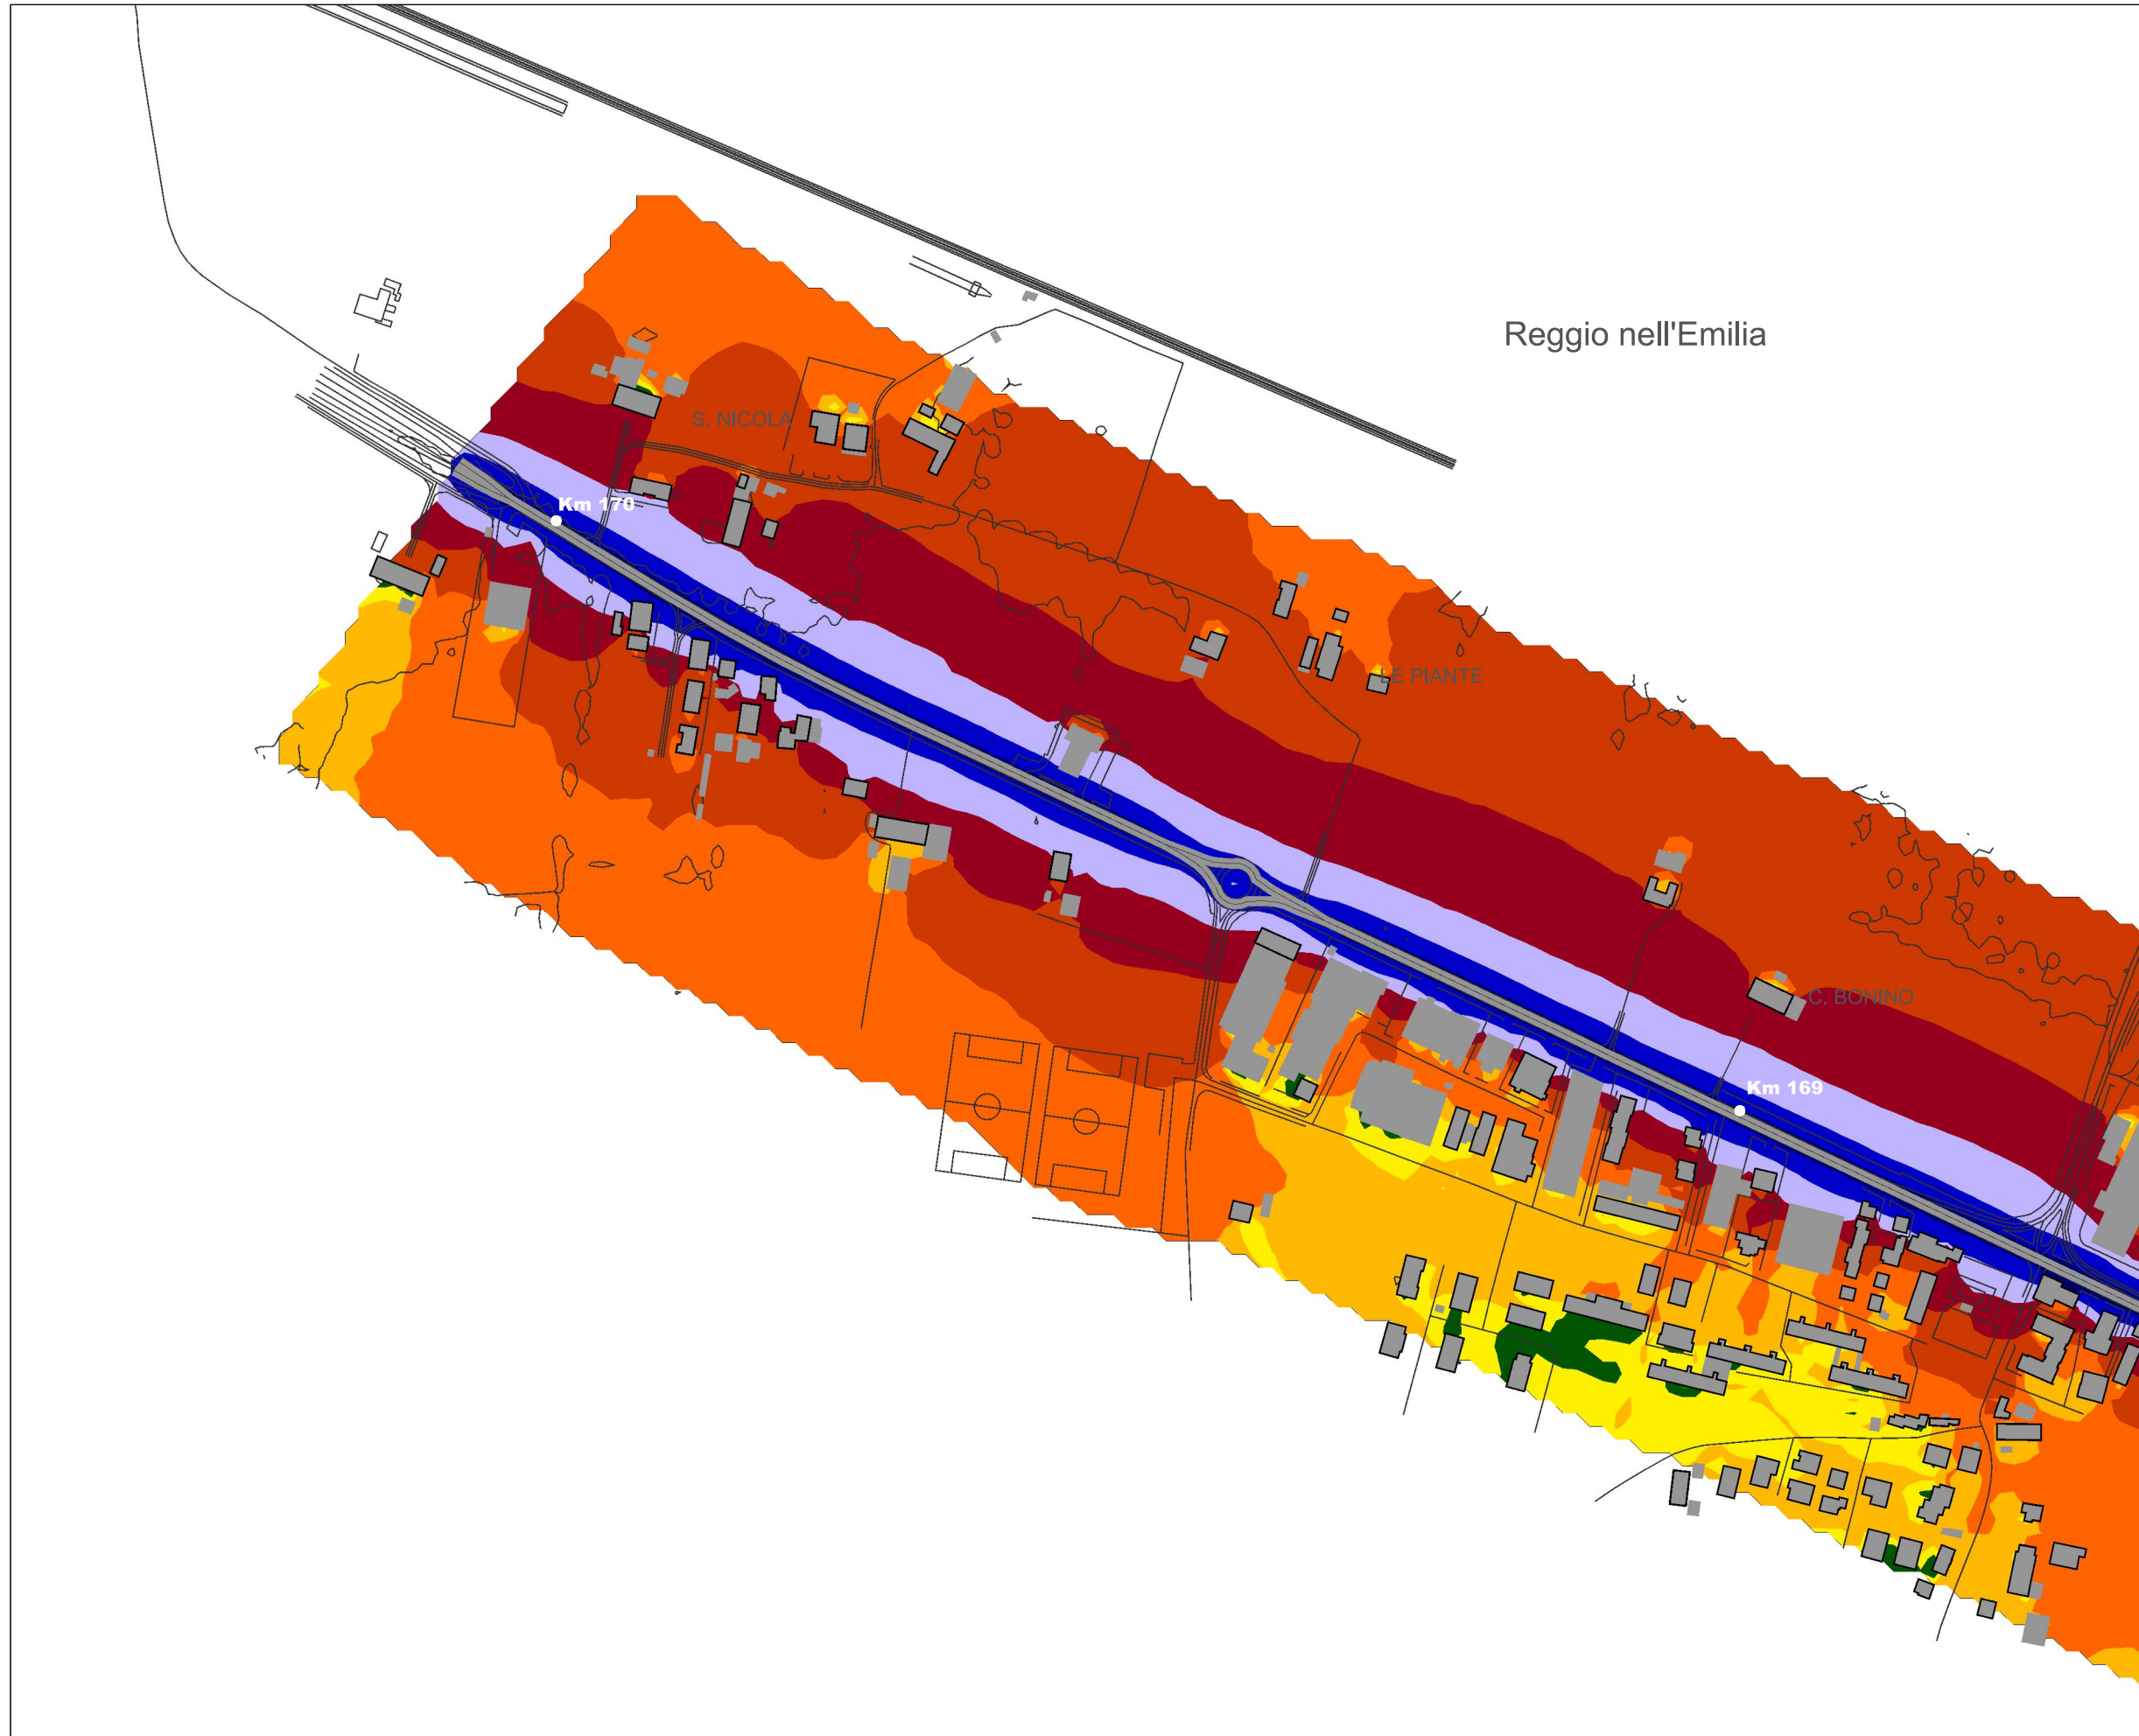 Reggio nell'Emilia
S. NICOLA
Km 170
LE PIANTE
C. BONINO
Km 169